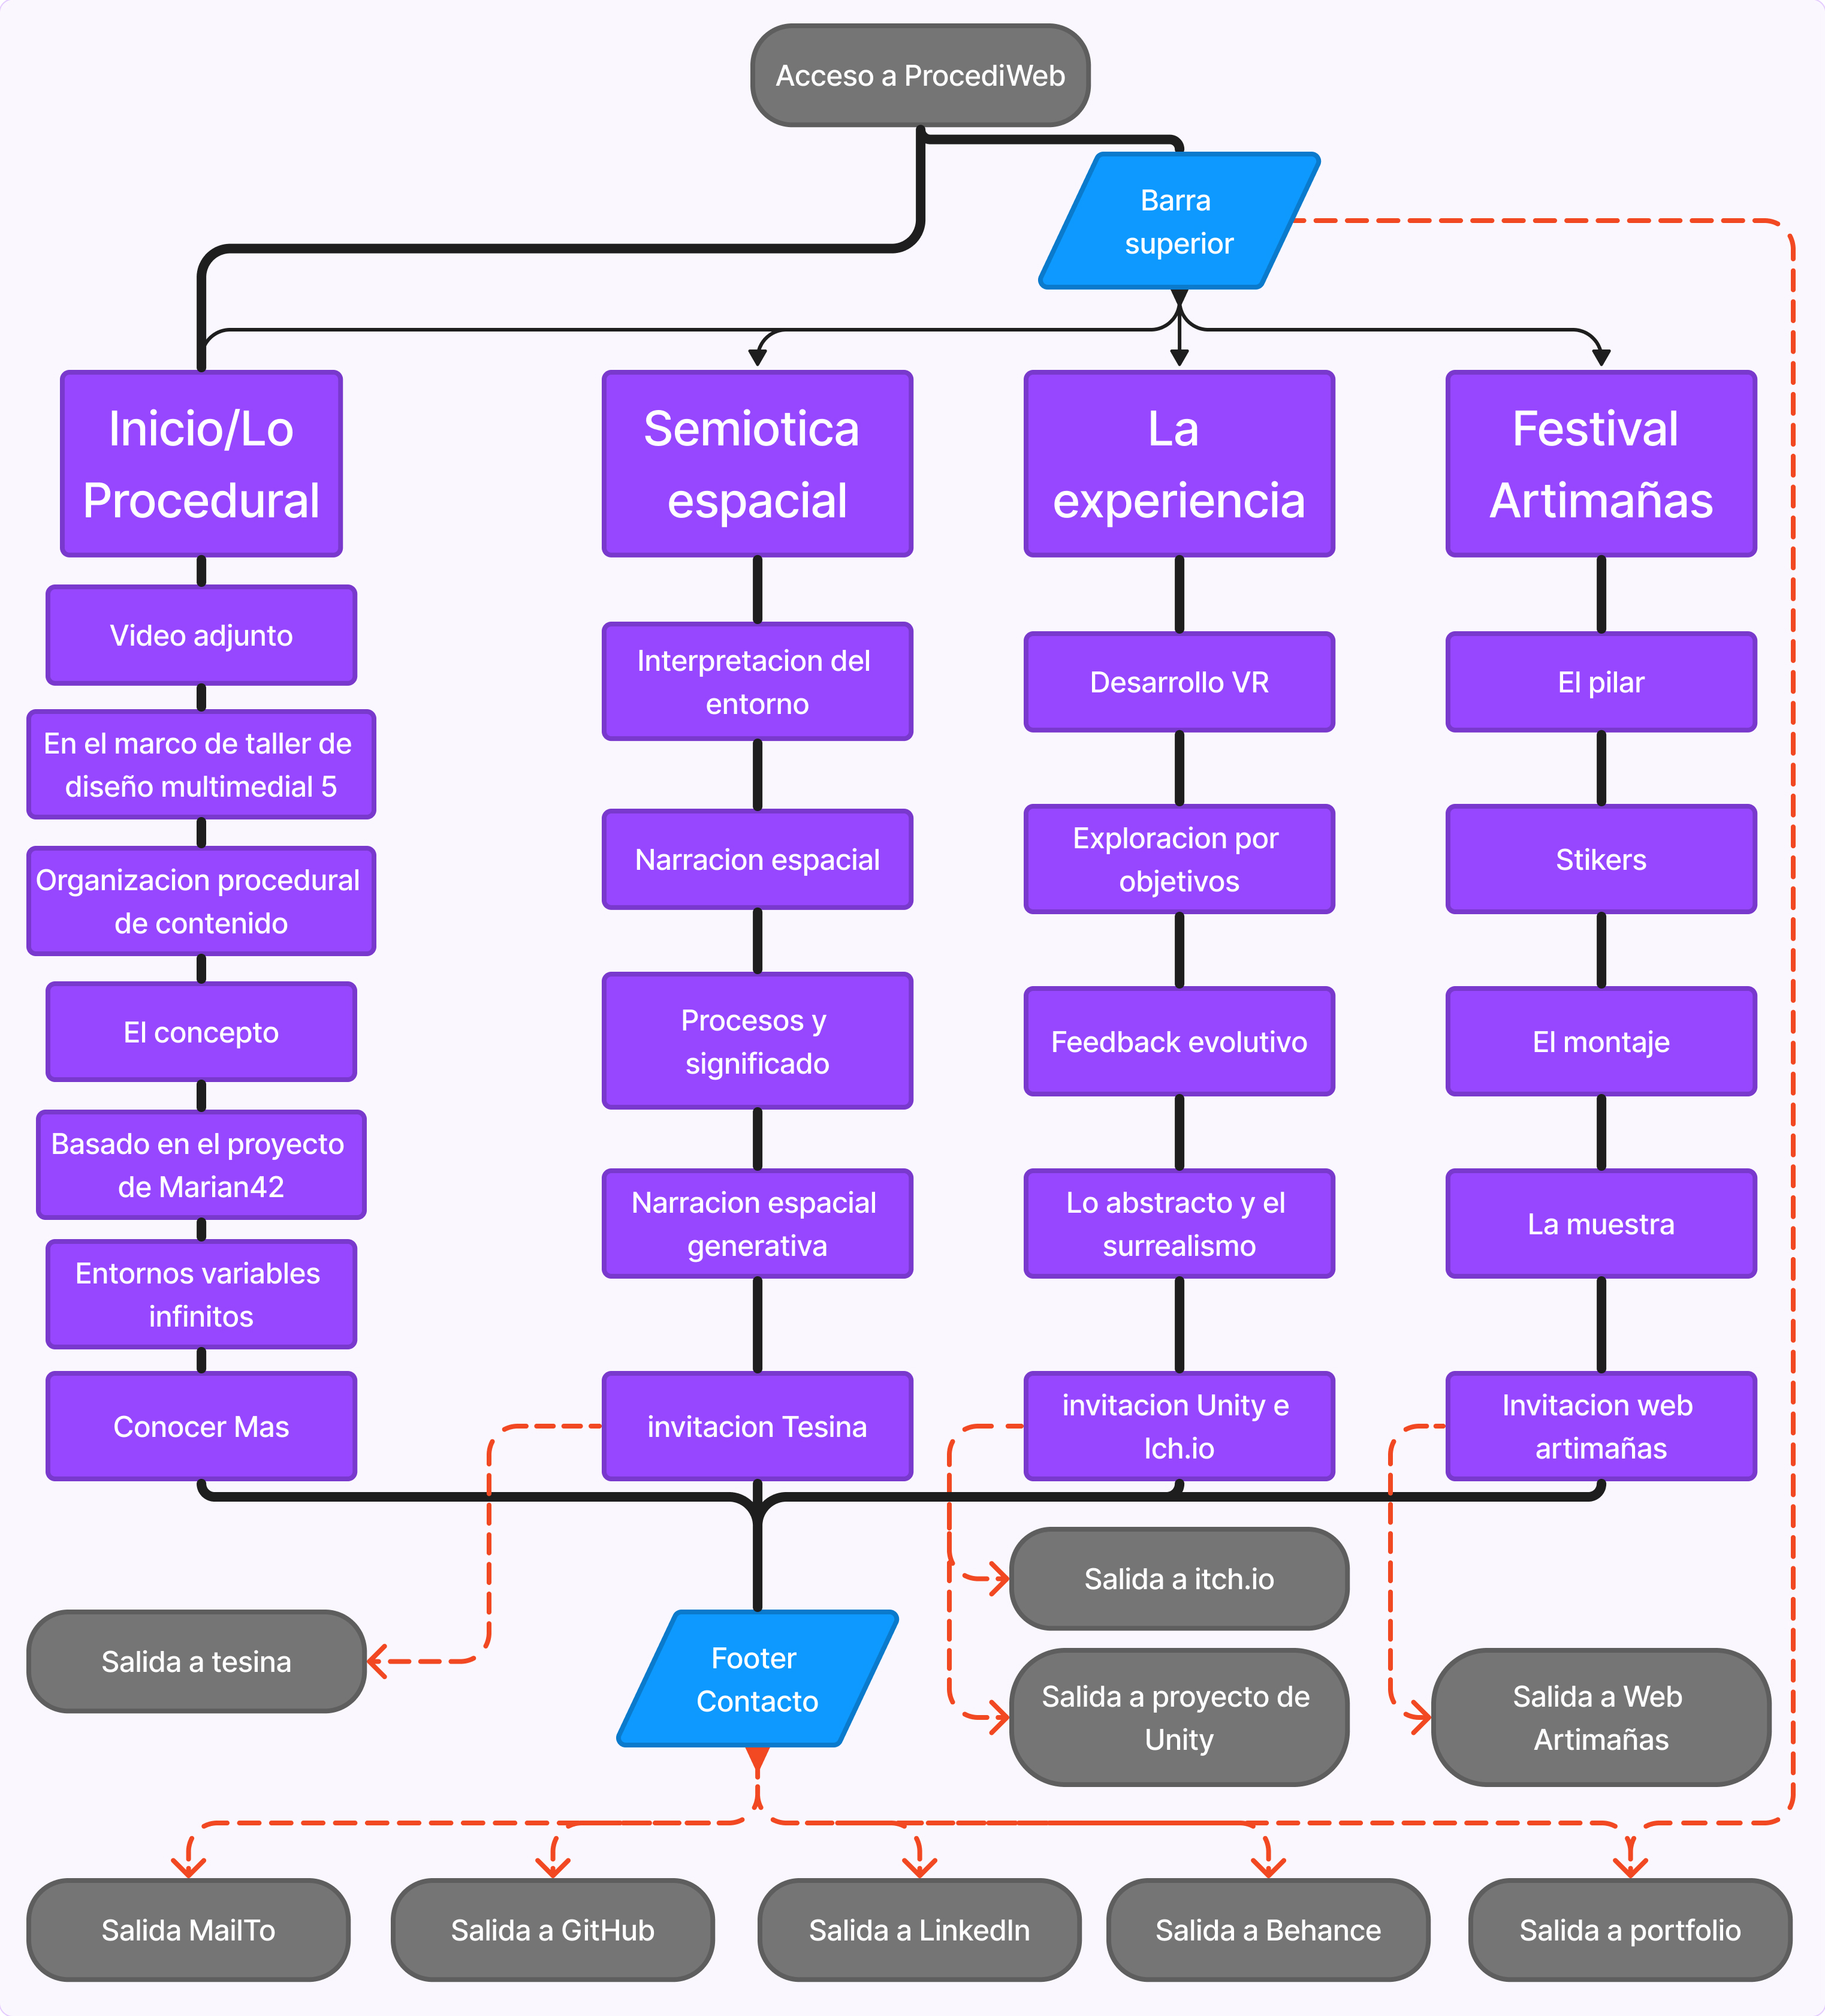 Acceso a ProcediWeb
Barra
superior
Inicio/Lo
Procedural
Video adjunto
En el marco de taller de
diseño multimedial 5
Organizacion procedural
de contenido
El concepto
Basado en el proyecto
de Marian42
Entornos variables
infinitos
Conocer Mas
Semiotica
espacial
Interpretacion del
entorno
Narracion espacial
Procesos y
significado
Narracion espacial
generativa
invitacion Tesina
La
experiencia
Desarrollo VR
Exploracion por
objetivos
Feedback evolutivo
Lo abstracto y el
surrealismo
invitacion Unity e
Ich.io
Festival
Artimañas
El pilar
Stikers
El montaje
La muestra
Invitacion web
artimañas
Salida a tesina
Footer
Contacto
Salida a itch.io
Salida a proyecto de
Unity
Salida a Web
Artimañas
Salida MailTo
Salida a GitHub
Salida a LinkedIn
Salida a Behance
Salida a portfolio